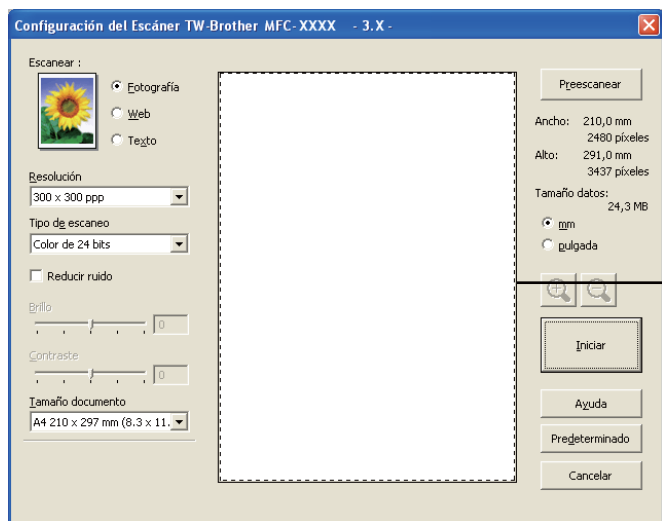 Configuración del Escáner TW-Brother MFC-XXXX - 3.X -
Escanear :
Fotografía
Web
Texto
Resolución
300 x 300 ppp
Tipo de escaneo
Color de 24 bits
Reducir ruido
Brillo
0
Contraste
0
Tamaño documento
A4 210 x 297 mm (8.3 x 11.
Preescanear
Ancho: 210,0 mm
2480 píxeles
Alto: 291,0 mm
3437 píxeles
Tamaño datos:
24,3 MB
mm
pulgada
Iniciar
Ayuda
Predeterminado
Cancelar